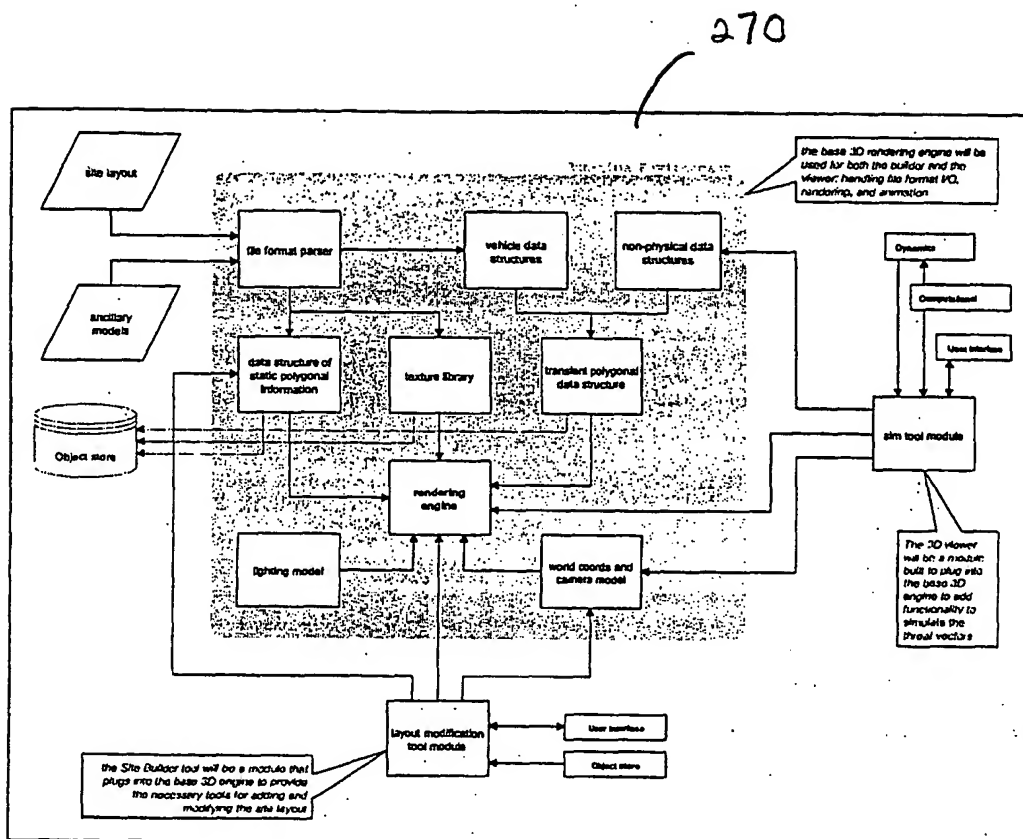 270
site layout
the base 3D rendering engine will be
used for both the builder and the
viewer; handling file format I/O,
rendering, and animation
file format parser
vehicle data
structures
non-physical data
structures
Dynamics
ancillary
models
Computational
User Interface
data structure of
static polygonal
information
texture library
transient polygonal
data structure
Object store
sim tool module
rendering
engine
lighting model
world coords and
camera model
The 3D viewer
will be a module
built to plug into
the base 3D
engine to add
functionality to
simulate the
threat vectors
layout modification
tool module
User Interface
Object store
the Site Builder tool will be a module that
plugs into the base 3D engine to provide
the necessary tools for adding and
modifying the site layout